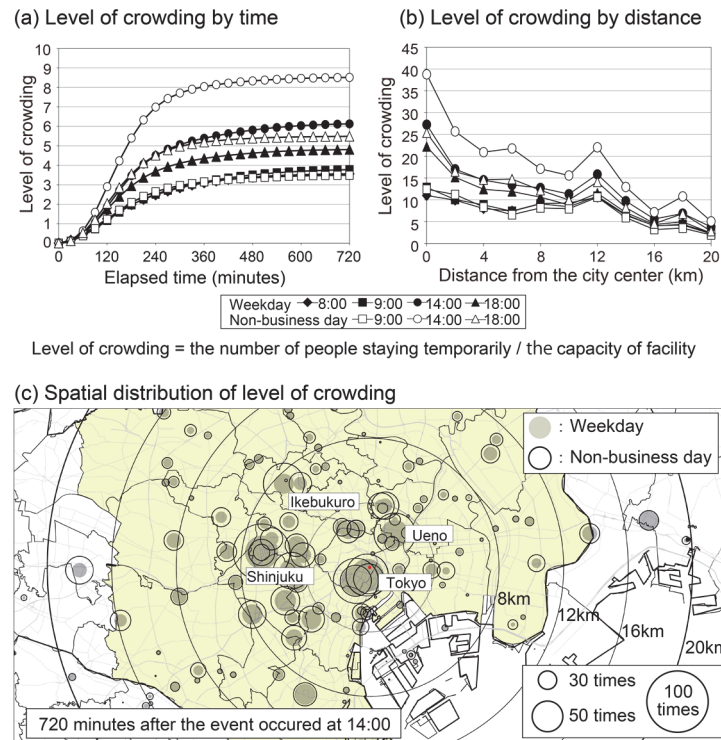 (a) Level of crowding by time
10
9
8
7
6
5
4
3
2
1
0
Level of crowding
0 120 240 360 480 600 720
Elapsed time (minutes)
(b) Level of crowding by distance
45
40
35
30
25
20
15
10
5
0
Level of crowding
0 4 8 12 16 20
Distance from the city center (km)
Weekday 8:00 9:00 14:00 18:00
Non-business day 9:00 14:00 18:00
Level of crowding = the number of people staying temporarily / the capacity of facility
(c) Spatial distribution of level of crowding
: Weekday
: Non-business day
Ikebukuro
Ueno
Shinjuku
Tokyo
8km
12km
16km
20km
30 times
50 times
100
times
720 minutes after the event occured at 14:00